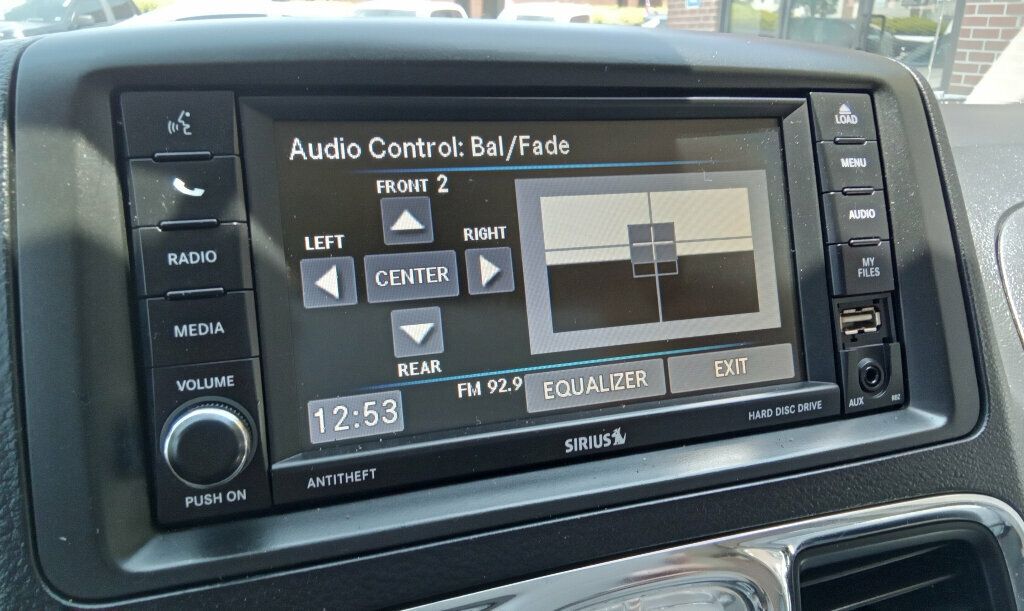 LOAD
MENU
AUDIO
MY
FILES
RADIO
MEDIA
VOLUME
PUSH ON
Audio Control: Bal/Fade
FRONT 2
LEFT
RIGHT
CENTER
REAR
FM 92.9
EQUALIZER
EXIT
12:53
ANTITHEFT
SIRIUS
HARD DISC DRIVE
AUX